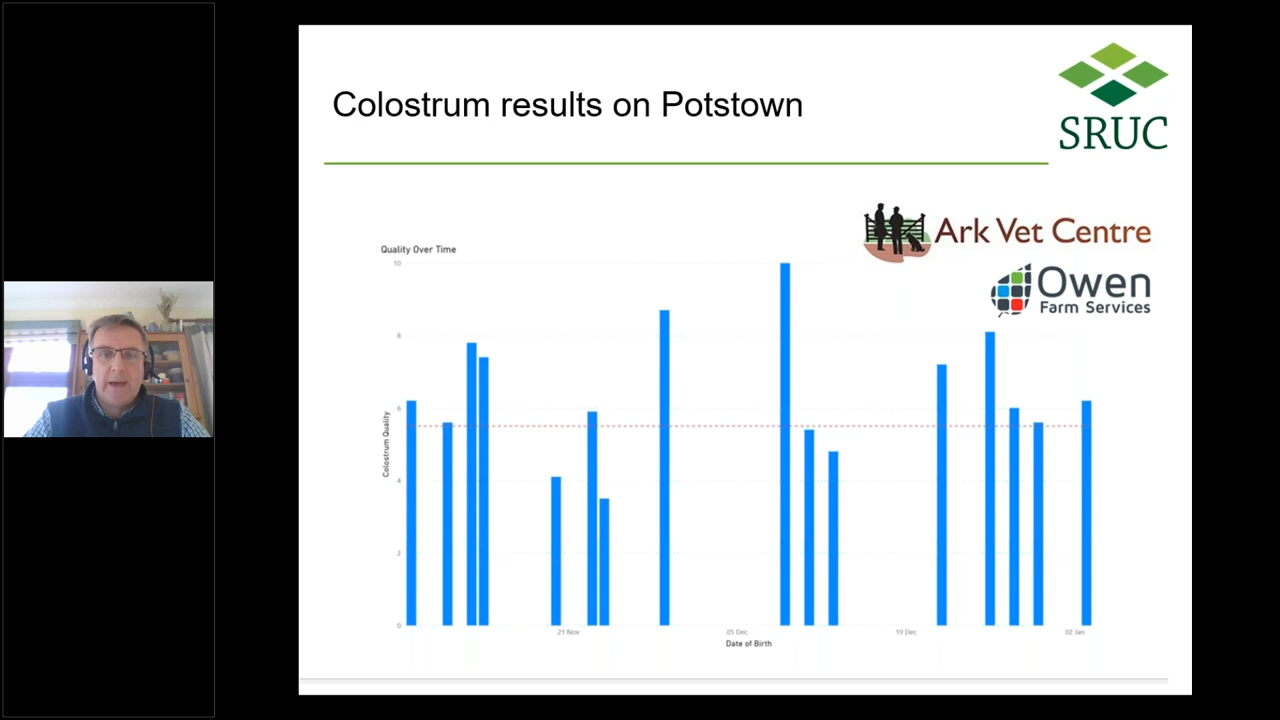 Colostrum results on Potstown
SRUC
Ark Vet Centre
Owen
Farm Services
Quality Over Time
10
8
6
4
2
0
Colostrum Quality
21 Nov
05 Dec
19 Dec
02 Jan
Date of Birth